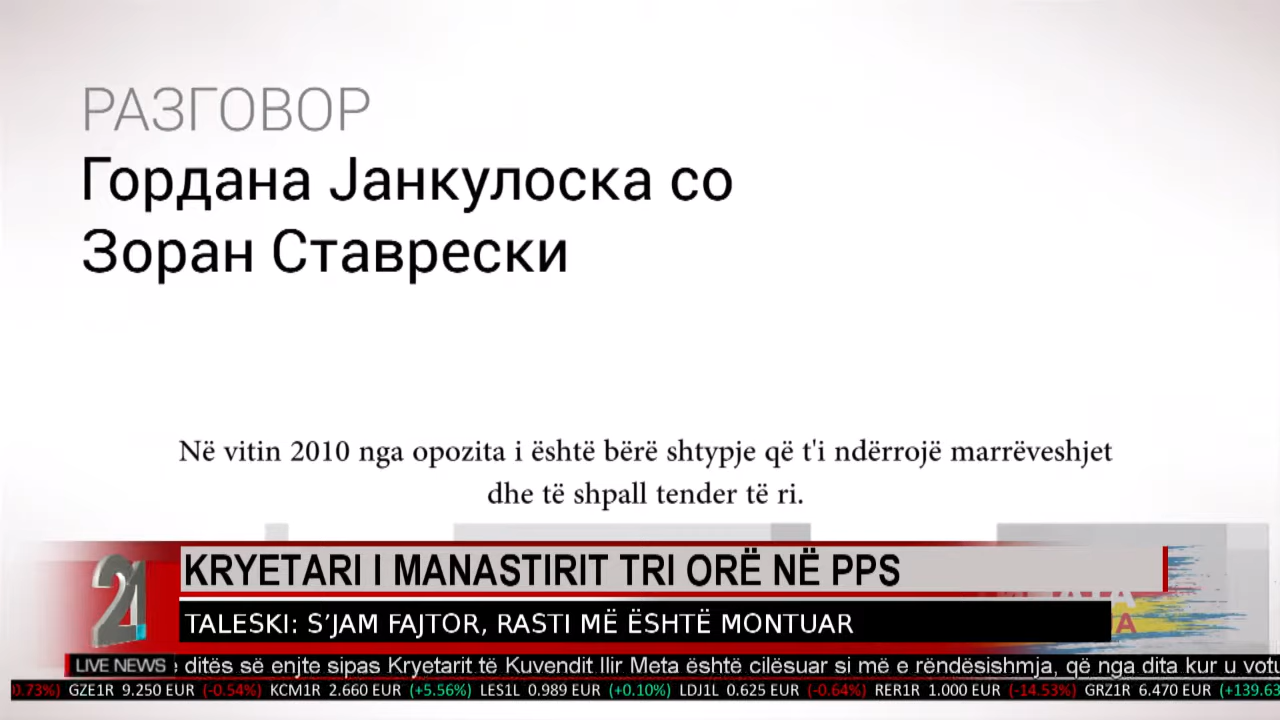 РАЗГОВОР
Гордана Јанкулоска со
Зоран Ставрески
Në vitin 2010 nga opozita i është bërë shtypje që t'i ndërrojë marrëveshjet
dhe të shpall tender të ri.
21
KRYETARI I MANASTIRIT TRI ORË NË PPS
TALESKI: S’JAM FAJTOR, RASTI MË ËSHTË MONTUAR
LIVE NEWS
ditës së enjte sipas Kryetarit të Kuvendit Ilir Meta është cilësuar si më e rëndësishmja, që nga dita kur u
0.73%) GZE1R 9.250 EUR (-0.54%) KCM1R 2.660 EUR (+5.56%) LES1L 0.989 EUR (+0.10%) LDJ1L 0.625 EUR (-0.64%) RER1R 1.000 EUR (-14.53%) GRZ1R 6.470 EUR (+139.63